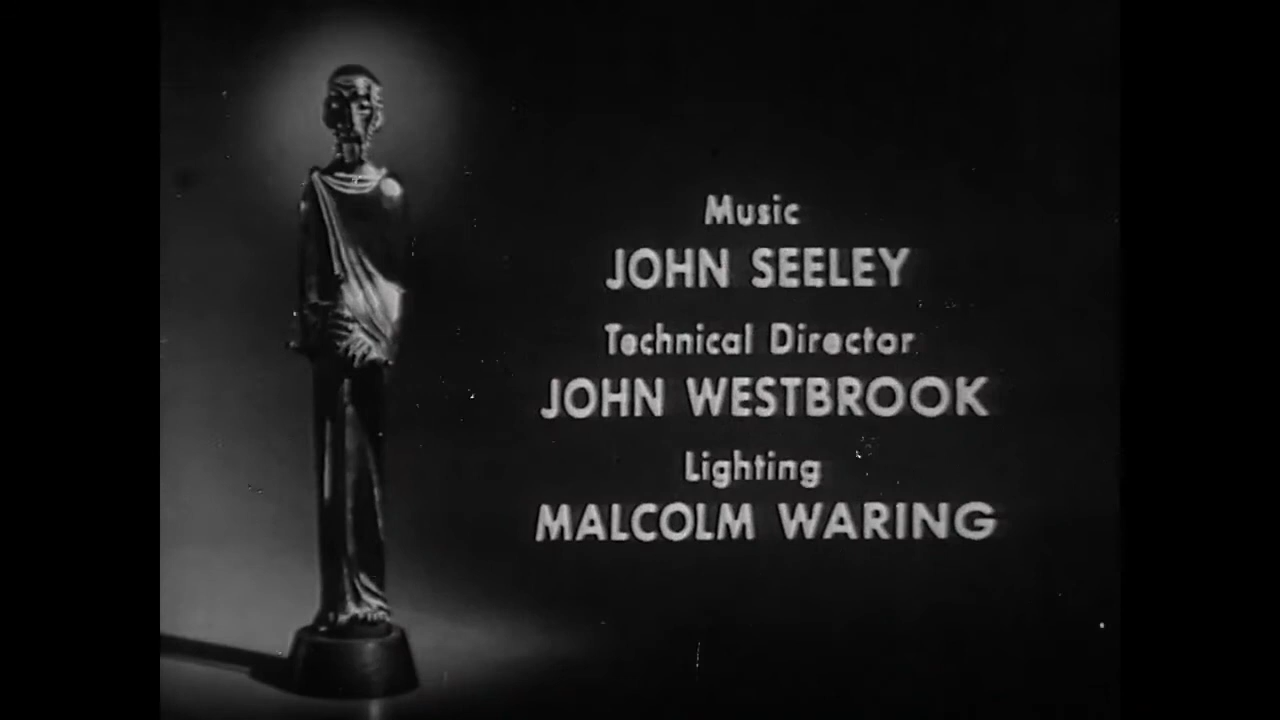 Music
JOHN SEELEY
Technical Director
JOHN WESTBROOK
Lighting
MALCOLM WARING